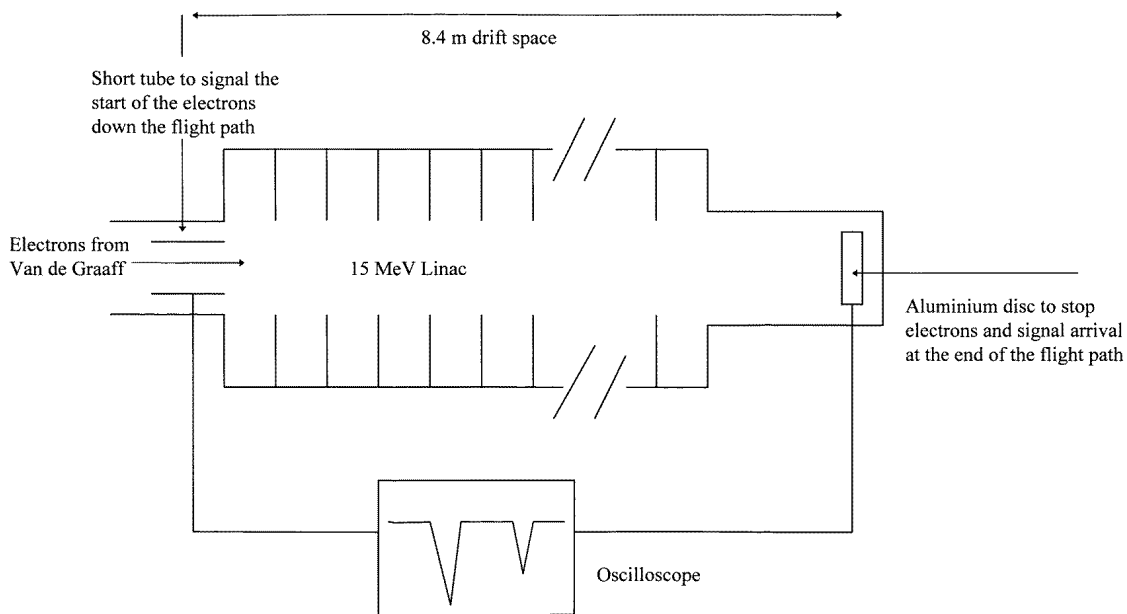 8.4 m drift space
Short tube to signal the
start of the electrons
down the flight path
Electrons from
Van de Graaff
15 MeV Linac
Aluminium disc to stop
electrons and signal arrival
at the end of the flight path
Oscilloscope